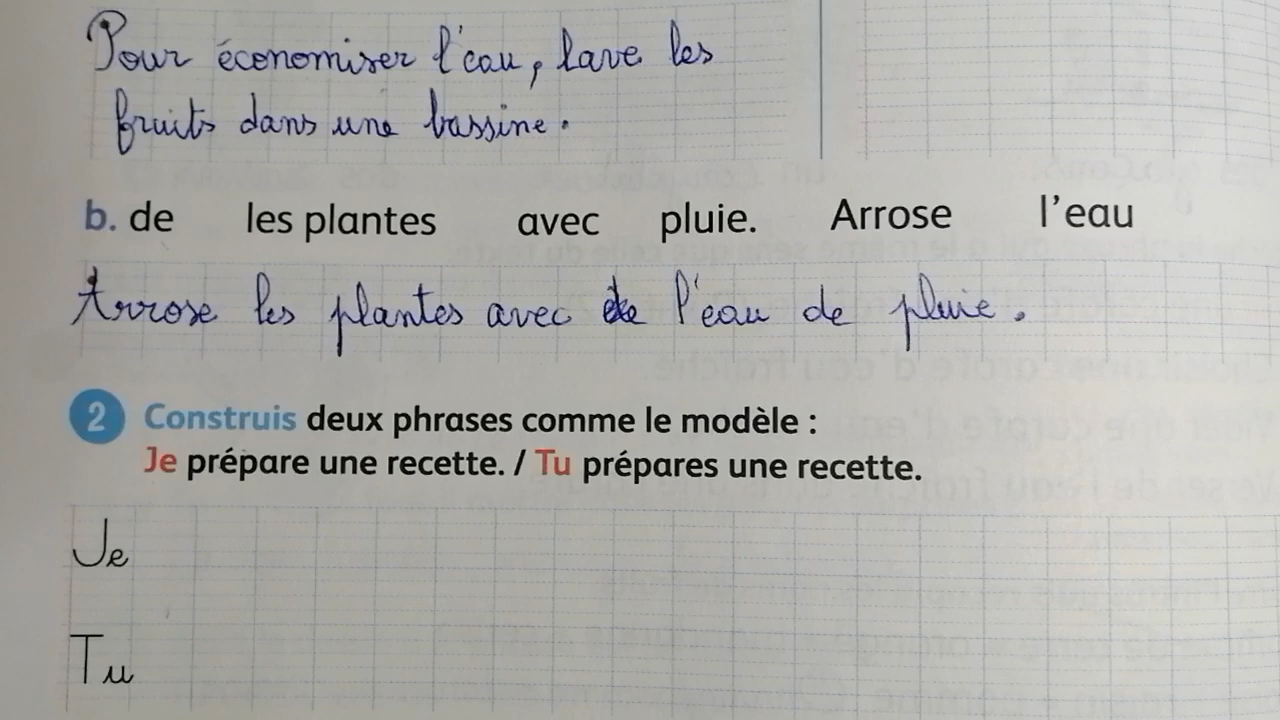 Pour économiser l'eau, lave les
fruits dans une bassine.
b. de les plantes avec pluie. Arrose l'eau
Arrose les plantes avec de l'eau de pluie.
2 Construis deux phrases comme le modèle :
Je prépare une recette. / Tu prépares une recette.
Je
Tu